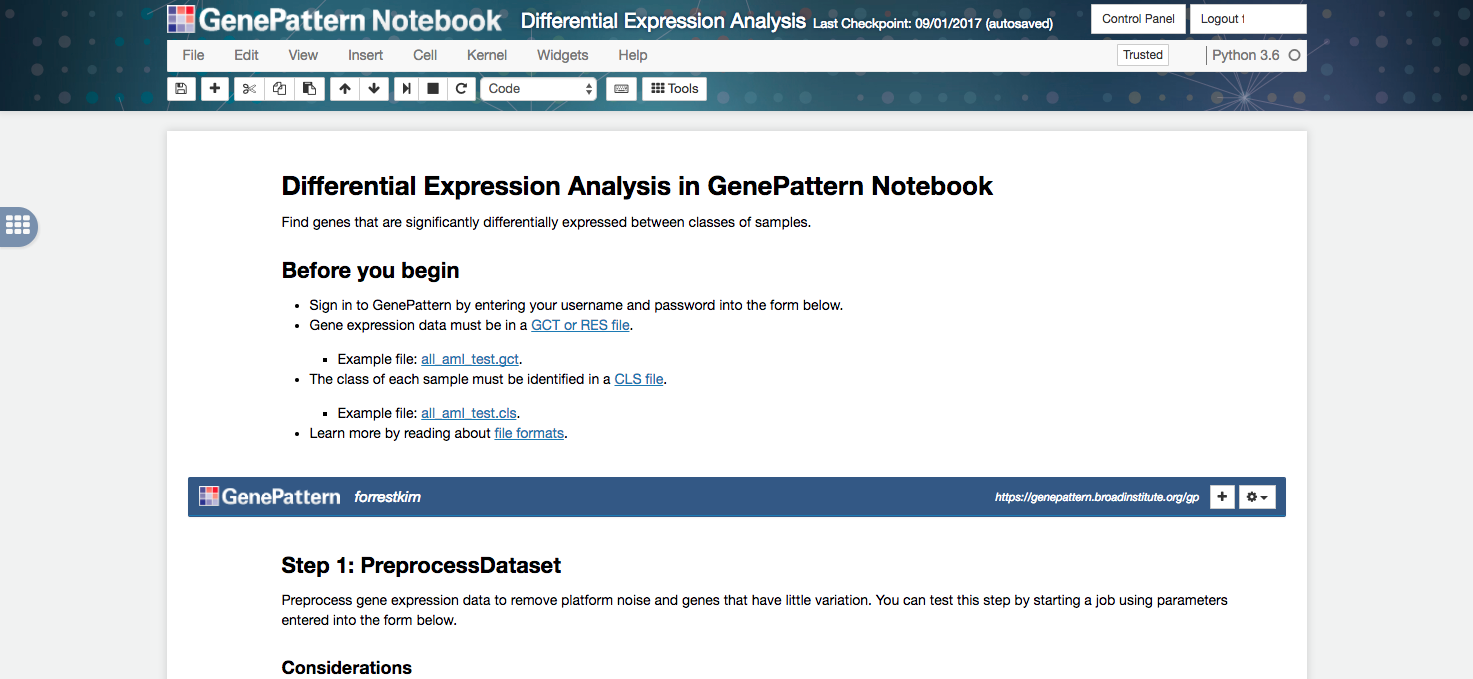 GenePattern Notebook Differential Expression Analysis Last Checkpoint: 09/01/2017 (autosaved) Control Panel Logout
File Edit View Insert Cell Kernel Widgets Help Trusted Python 3.6
Code Tools
Differential Expression Analysis in GenePattern Notebook
Find genes that are significantly differentially expressed between classes of samples.
Before you begin
Sign in to GenePattern by entering your username and password into the form below.
Gene expression data must be in a GCT or RES file.
Example file: all_aml_test.gct.
The class of each sample must be identified in a CLS file.
Example file: all_aml_test.cls.
Learn more by reading about file formats.
GenePattern forrestkim https://genepattern.broadinstitute.org/gp
Step 1: PreprocessDataset
Preprocess gene expression data to remove platform noise and genes that have little variation. You can test this step by starting a job using parameters
entered into the form below.
Considerations